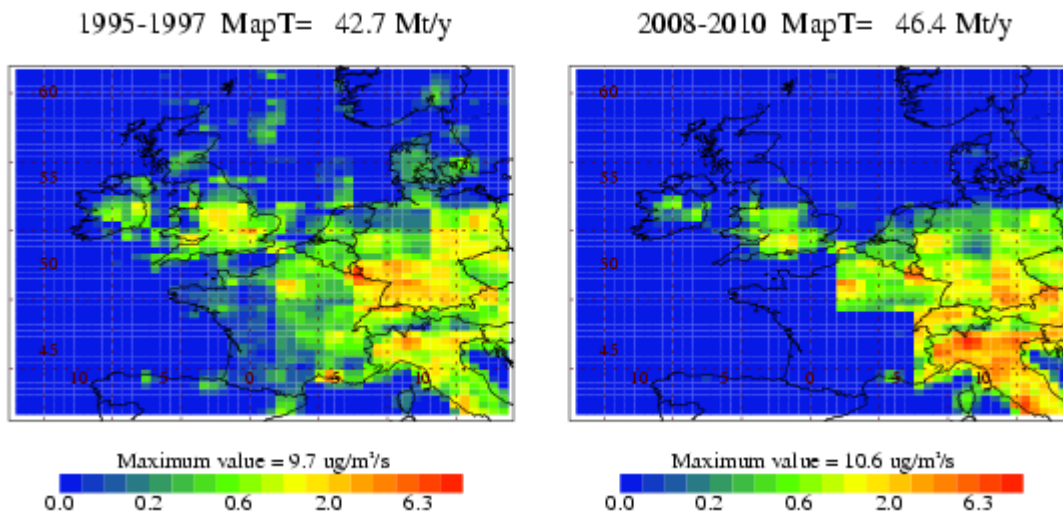 1995-1997 MapT= 42.7 Mt/y
60
55
50
45
10 5 0 5 10
Maximum value = 9.7 ug/m²/s
0.0 0.2 0.6 2.0 6.3
2008-2010 MapT= 46.4 Mt/y
60
55
50
45
10 5 0 5 10
Maximum value = 10.6 ug/m²/s
0.0 0.2 0.6 2.0 6.3